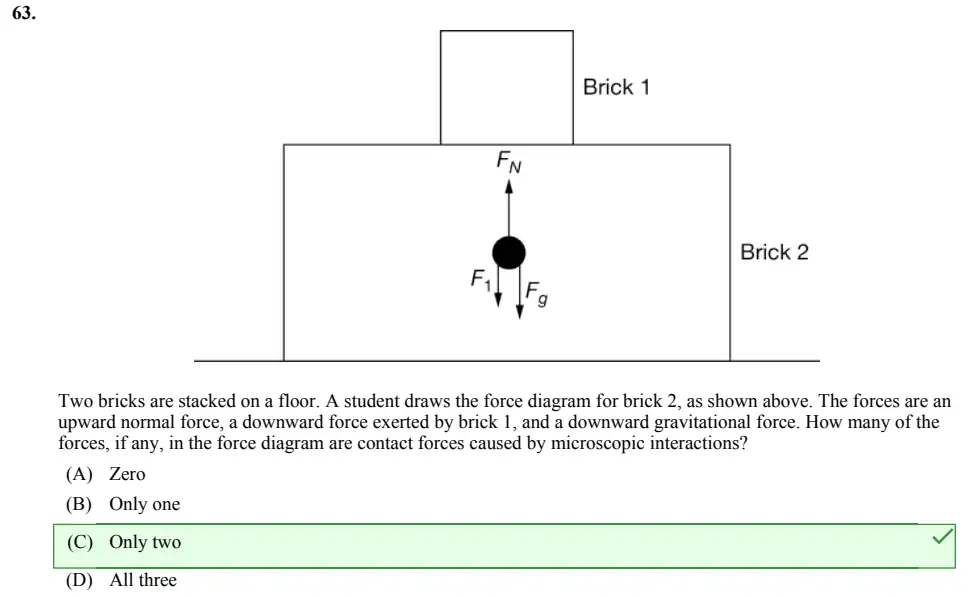 63.
Brick 1
F_N
Brick 2
F_1
F_g
Two bricks are stacked on a floor. A student draws the force diagram for brick 2, as shown above. The forces are an
upward normal force, a downward force exerted by brick 1, and a downward gravitational force. How many of the
forces, if any, in the force diagram are contact forces caused by microscopic interactions?
(A) Zero
(B) Only one
(C) Only two
(D) All three